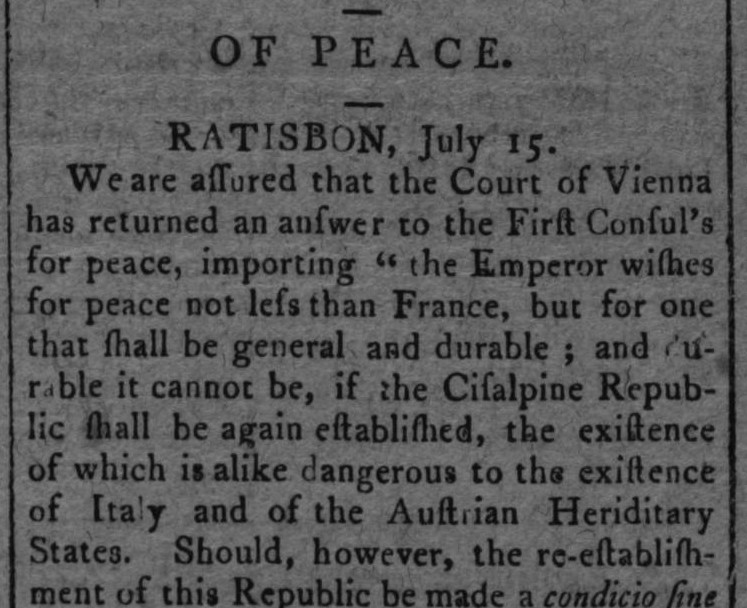 OF PEACE.
RATISBON, July 15.
We are aſſured that the Court of Vienna
has returned an anſwer to the Firſt Conſul's
for peace, importing “ the Emperor wiſhes
for peace not leſs than France, but for one
that ſhall be general and durable ; and du-
rable it cannot be, if the Ciſalpine Repub-
lic ſhall be again eſtabliſhed, the exiſtence
of which is alike dangerous to the exiſtence
of Italy and of the Auſtrian Heriditary
States. Should, however, the re-eſtabliſh-
ment of this Republic be made a condicio ſine